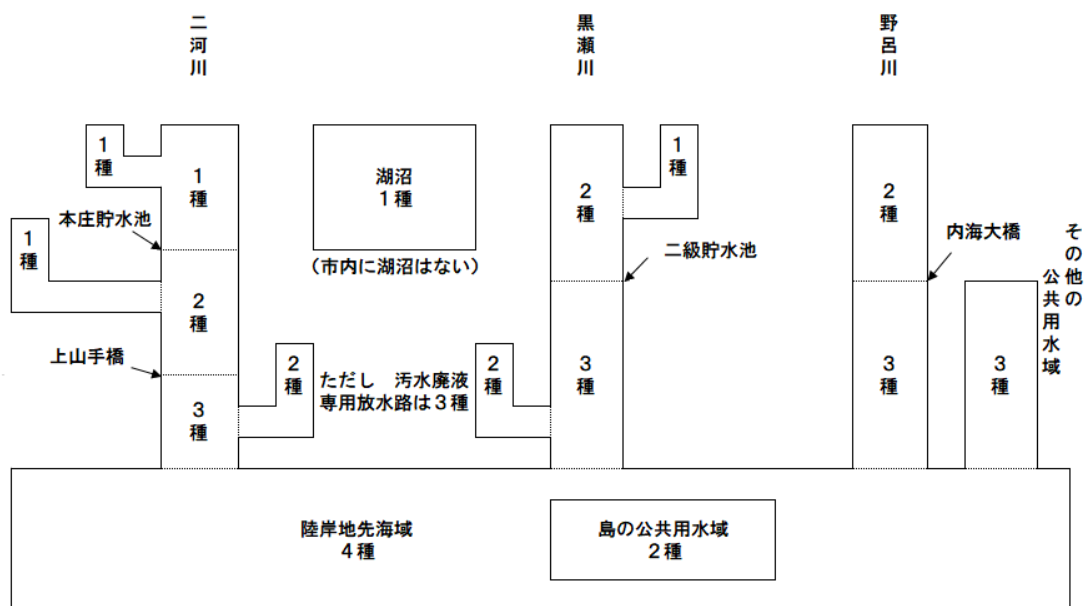 二河川
黒瀬川
野呂川
1種
1種
湖沼
1種
(市内に湖沼はない)
2種
1種
2種
本庄貯水池
1種
2種
二級貯水池
内海大橋
その他の
公共用水域
上山手橋
3種
2種
ただし 汚水廃液
専用放水路は3種
2種
3種
3種
3種
陸岸地先海域
4種
島の公共用水域
2種